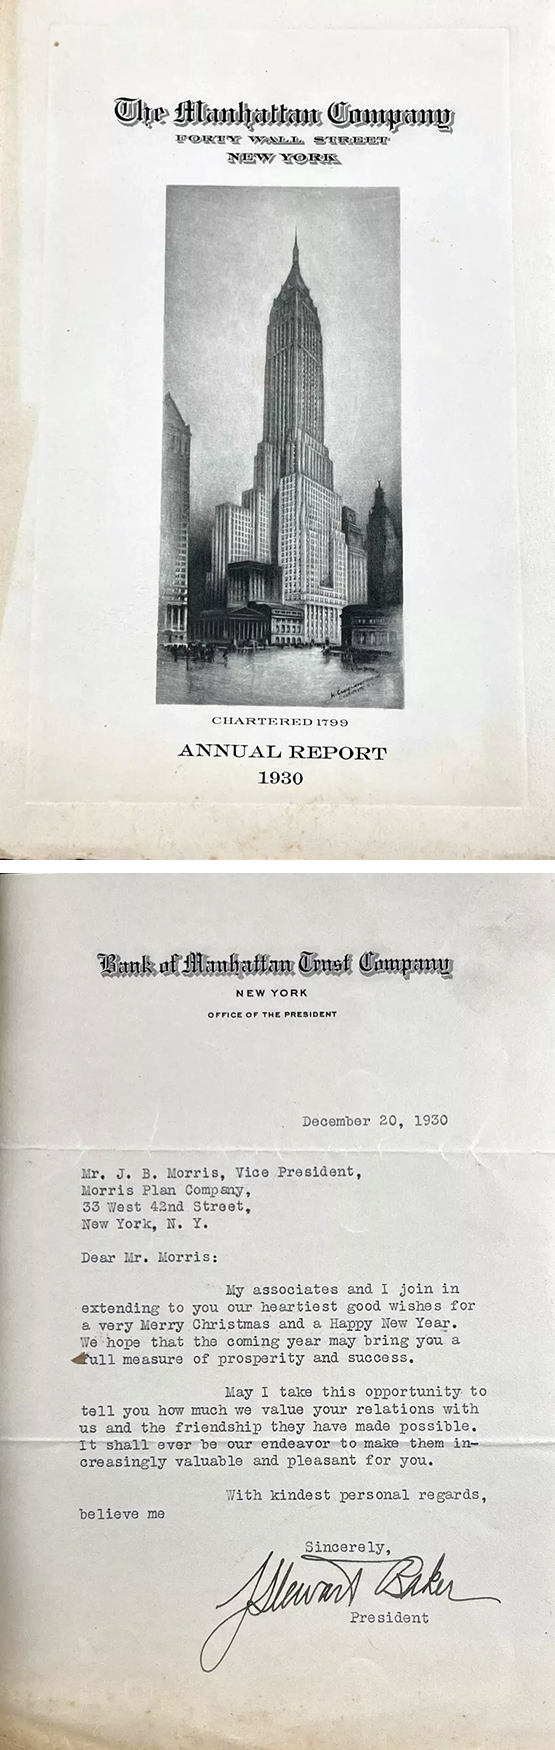 The Manhattan Company
FORTY WALL STREET
NEW YORK
CHARTERED 1799
ANNUAL REPORT
1930
Bank of Manhattan Trust Company
NEW YORK
OFFICE OF THE PRESIDENT
December 20, 1930
Mr. J. B. Morris, Vice President,
Morris Plan Company,
33 West 42nd Street,
New York, N. Y.
Dear Mr. Morris:
My associates and I join in
extending to you our heartiest good wishes for
a very Merry Christmas and a Happy New Year.
We hope that the coming year may bring you a
full measure of prosperity and success.
May I take this opportunity to
tell you how much we value your relations with
us and the friendship they have made possible.
It shall ever be our endeavor to make them in-
creasingly valuable and pleasant for you.
With kindest personal regards,
believe me
Sincerely,
J Stewart Baker
President